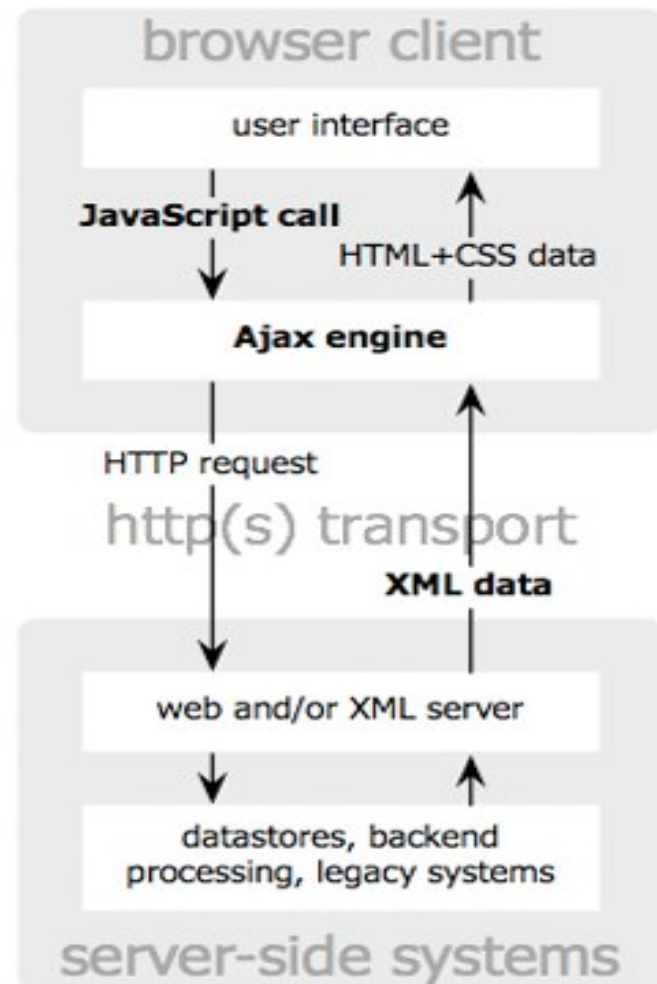 browser client
user interface
JavaScript call
HTML+CSS data
Ajax engine
HTTP request
http(s) transport
XML data
web and/or XML server
datastores, backend
processing, legacy systems
server-side systems